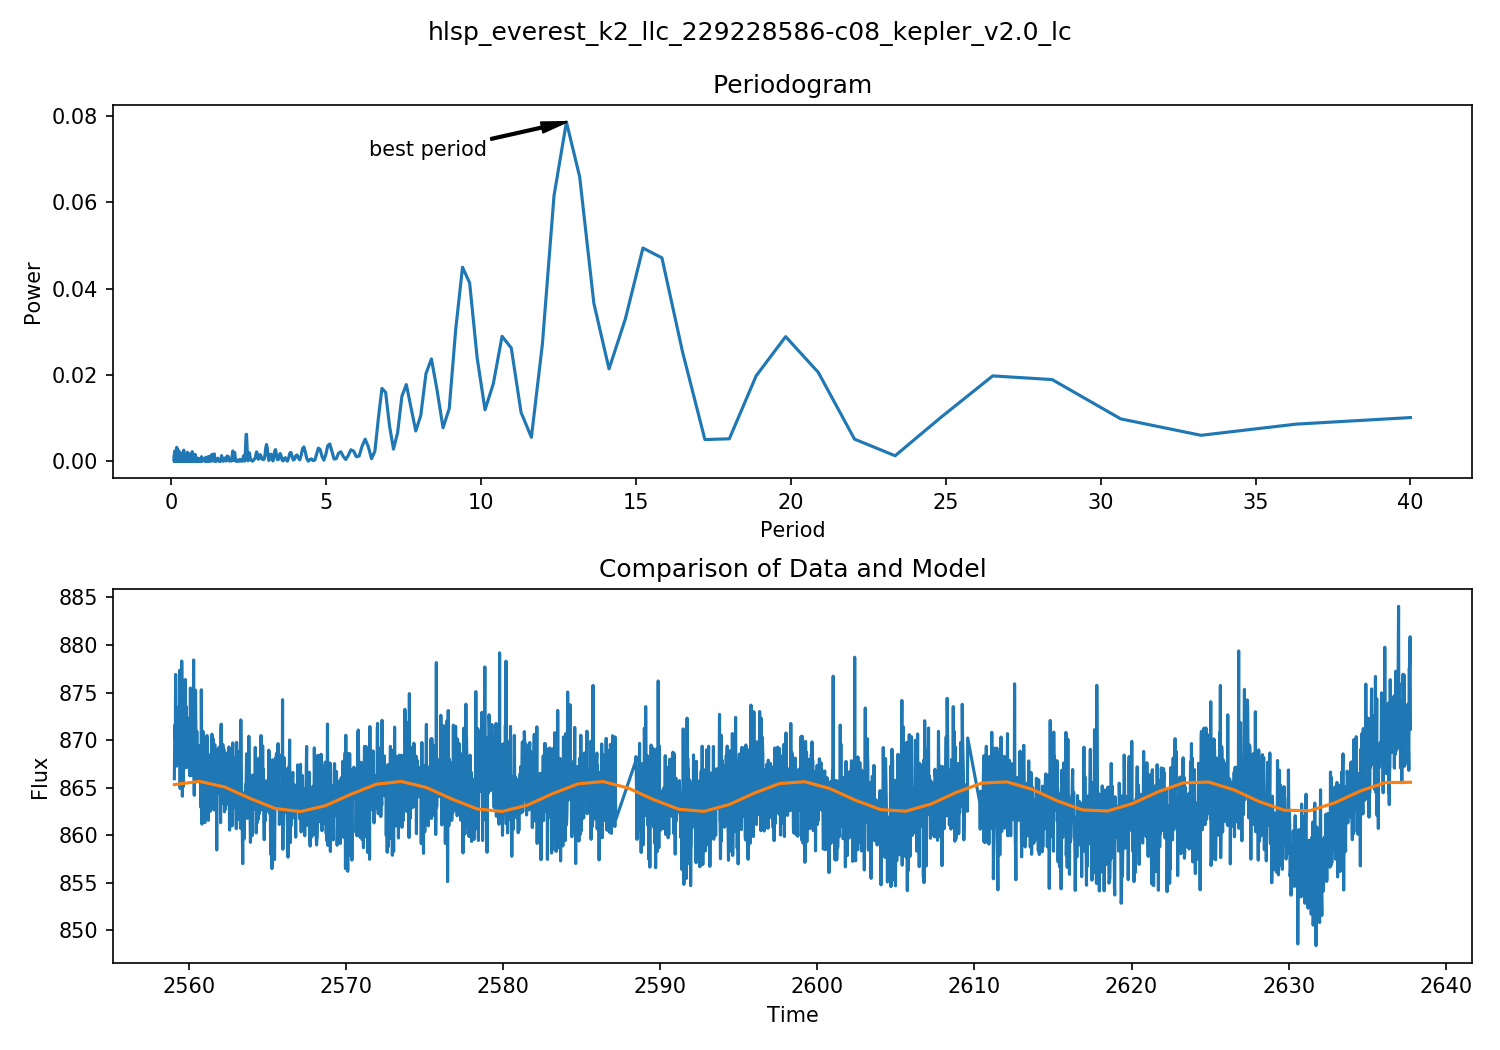 hlsp_everest_k2_llc_229228586-c08_kepler_v2.0_lc
Periodogram
0.08
0.06
0.04
0.02
0.00
Power
best period
0 5 10 15 20 25 30 35 40
Period
Comparison of Data and Model
885
880
875
870
865
860
855
850
Flux
2560 2570 2580 2590 2600 2610 2620 2630 2640
Time